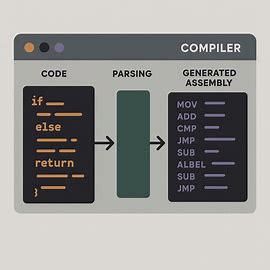 COMPILER
CODE
if
else
return
}
PARSING
GENERATED
ASSEMBLY
MOV
ADD
CMP
JMP
SUB
ALBEL
SUB
JMP